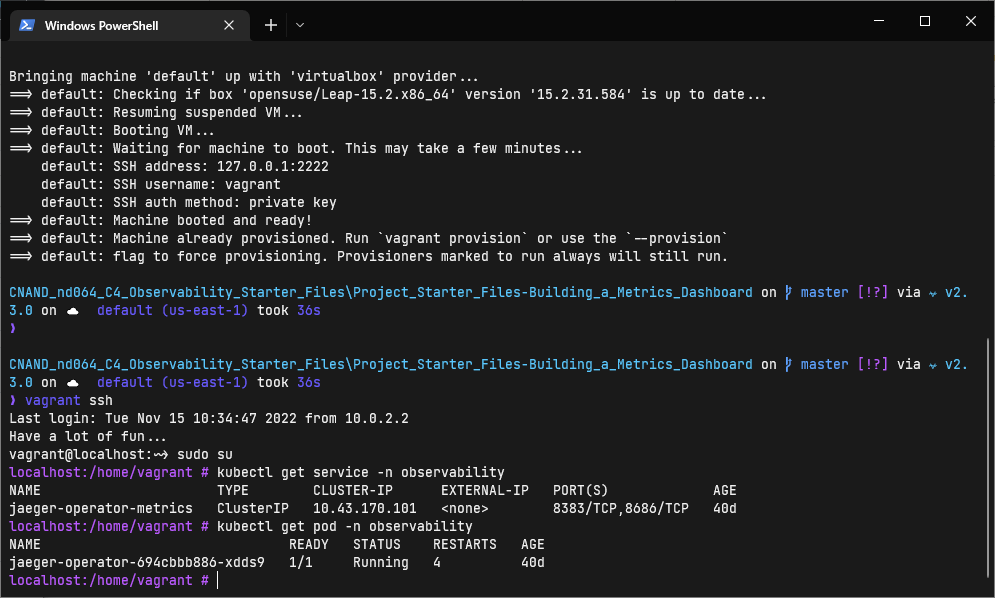 Windows PowerShell
Bringing machine 'default' up with 'virtualbox' provider...
==> default: Checking if box 'opensuse/Leap-15.2.x86_64' version '15.2.31.584' is up to date...
==> default: Resuming suspended VM...
==> default: Booting VM...
==> default: Waiting for machine to boot. This may take a few minutes...
    default: SSH address: 127.0.0.1:2222
    default: SSH username: vagrant
    default: SSH auth method: private key
==> default: Machine booted and ready!
==> default: Machine already provisioned. Run `vagrant provision` or use the `--provision`
==> default: flag to force provisioning. Provisioners marked to run always will still run.
CNAND_nd064_C4_Observability_Starter_Files\Project_Starter_Files-Building_a_Metrics_Dashboard on master [!?] via v2.
3.0 on default (us-east-1) took 36s
❱
CNAND_nd064_C4_Observability_Starter_Files\Project_Starter_Files-Building_a_Metrics_Dashboard on master [!?] via v2.
3.0 on default (us-east-1) took 36s
❱ vagrant ssh
Last login: Tue Nov 15 10:34:47 2022 from 10.0.2.2
Have a lot of fun...
vagrant@localhost:~> sudo su
localhost:/home/vagrant # kubectl get service -n observability
NAME                      TYPE        CLUSTER-IP      EXTERNAL-IP   PORT(S)             AGE
jaeger-operator-metrics   ClusterIP   10.43.170.101   <none>        8383/TCP,8686/TCP   40d
localhost:/home/vagrant # kubectl get pod -n observability
NAME                               READY   STATUS    RESTARTS   AGE
jaeger-operator-694cbbb886-xdds9   1/1     Running   4          40d
localhost:/home/vagrant #